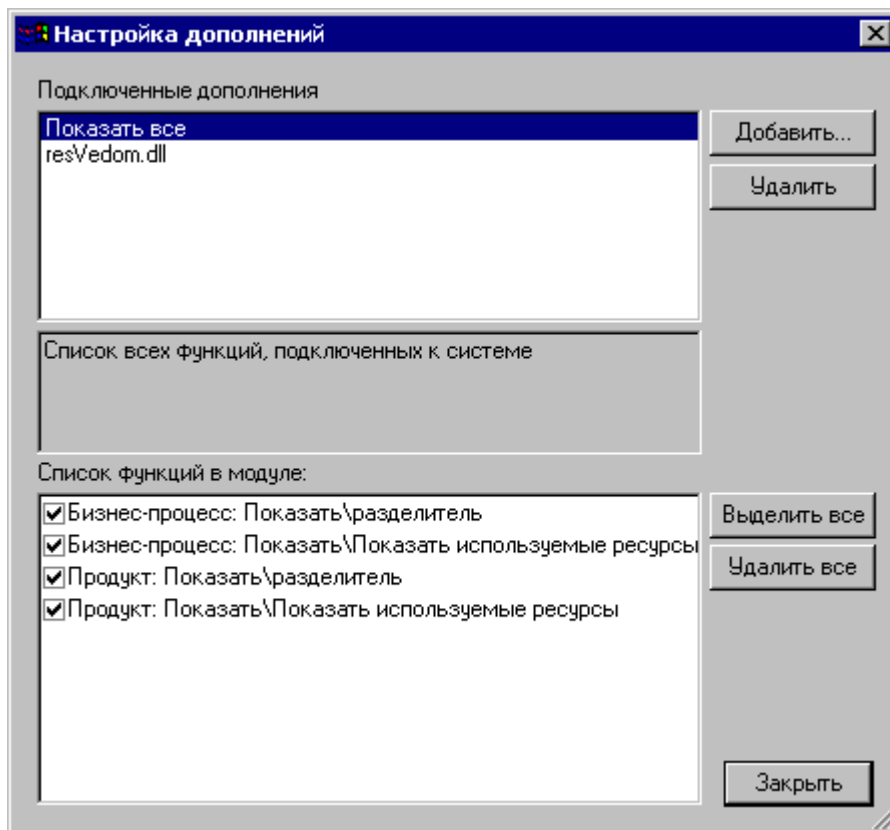 Настройка дополнений
Подключенные дополнения
Показать все
resVedom.dll
Добавить...
Удалить
Список всех функций, подключенных к системе
Список функций в модуле:
Бизнес-процесс: Показать\разделитель
Бизнес-процесс: Показать\Показать используемые ресурсы
Продукт: Показать\разделитель
Продукт: Показать\Показать используемые ресурсы
Выделить все
Удалить все
Закрыть